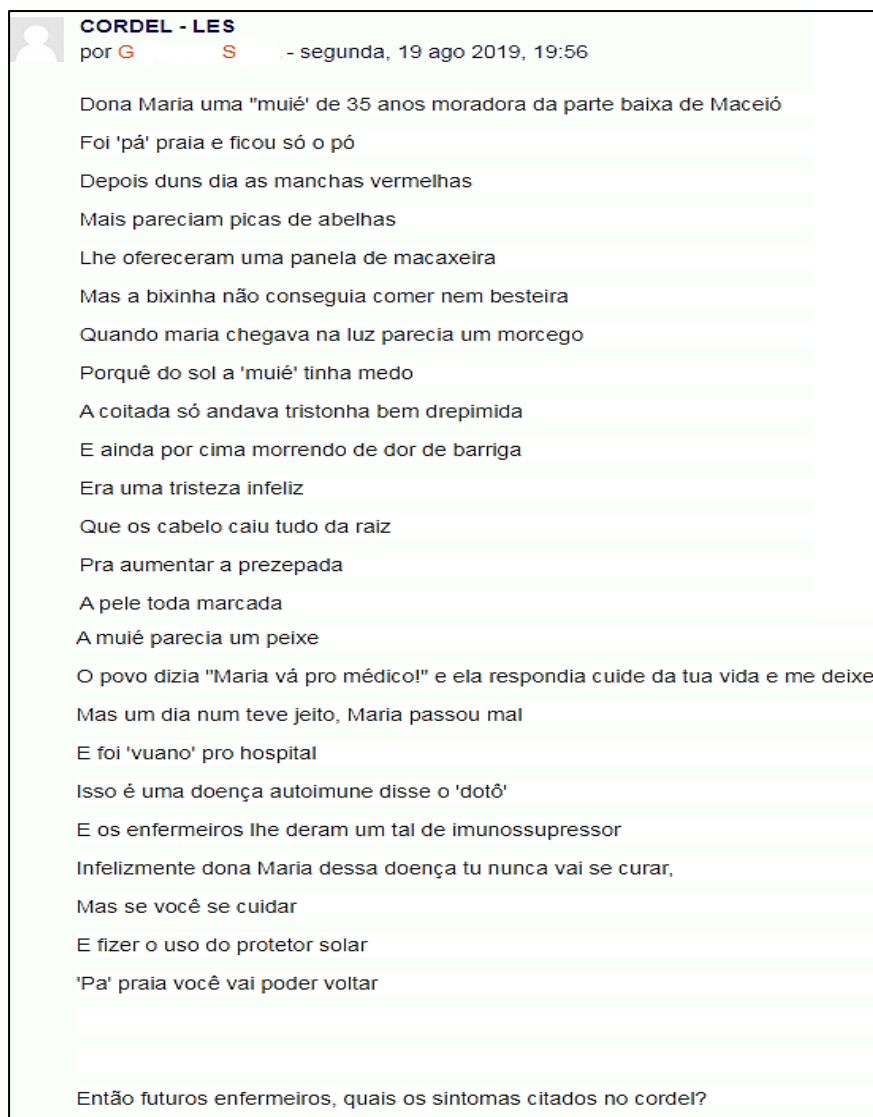 CORDEL - LES
por G S . - segunda, 19 ago 2019, 19:56
Dona Maria uma "muié' de 35 anos moradora da parte baixa de Maceió
Foi 'pá' praia e ficou só o pó
Depois duns dia as manchas vermelhas
Mais pareciam picas de abelhas
Lhe ofereceram uma panela de macaxeira
Mas a bixinha não conseguia comer nem besteira
Quando maria chegava na luz parecia um morcego
Porquê do sol a 'muié' tinha medo
A coitada só andava tristonha bem drepimida
E ainda por cima morrendo de dor de barriga
Era uma tristeza infeliz
Que os cabelo caiu tudo da raiz
Pra aumentar a prezepada
A pele toda marcada
A muié parecia um peixe
O povo dizia "Maria vá pro médico!" e ela respondia cuide da tua vida e me deixe
Mas um dia num teve jeito, Maria passou mal
E foi 'vuano' pro hospital
Isso é uma doença autoimune disse o 'dotô'
E os enfermeiros lhe deram um tal de imunossupressor
Infelizmente dona Maria dessa doença tu nunca vai se curar,
Mas se você se cuidar
E fizer o uso do protetor solar
'Pa' praia você vai poder voltar
Então futuros enfermeiros, quais os sintomas citados no cordel?